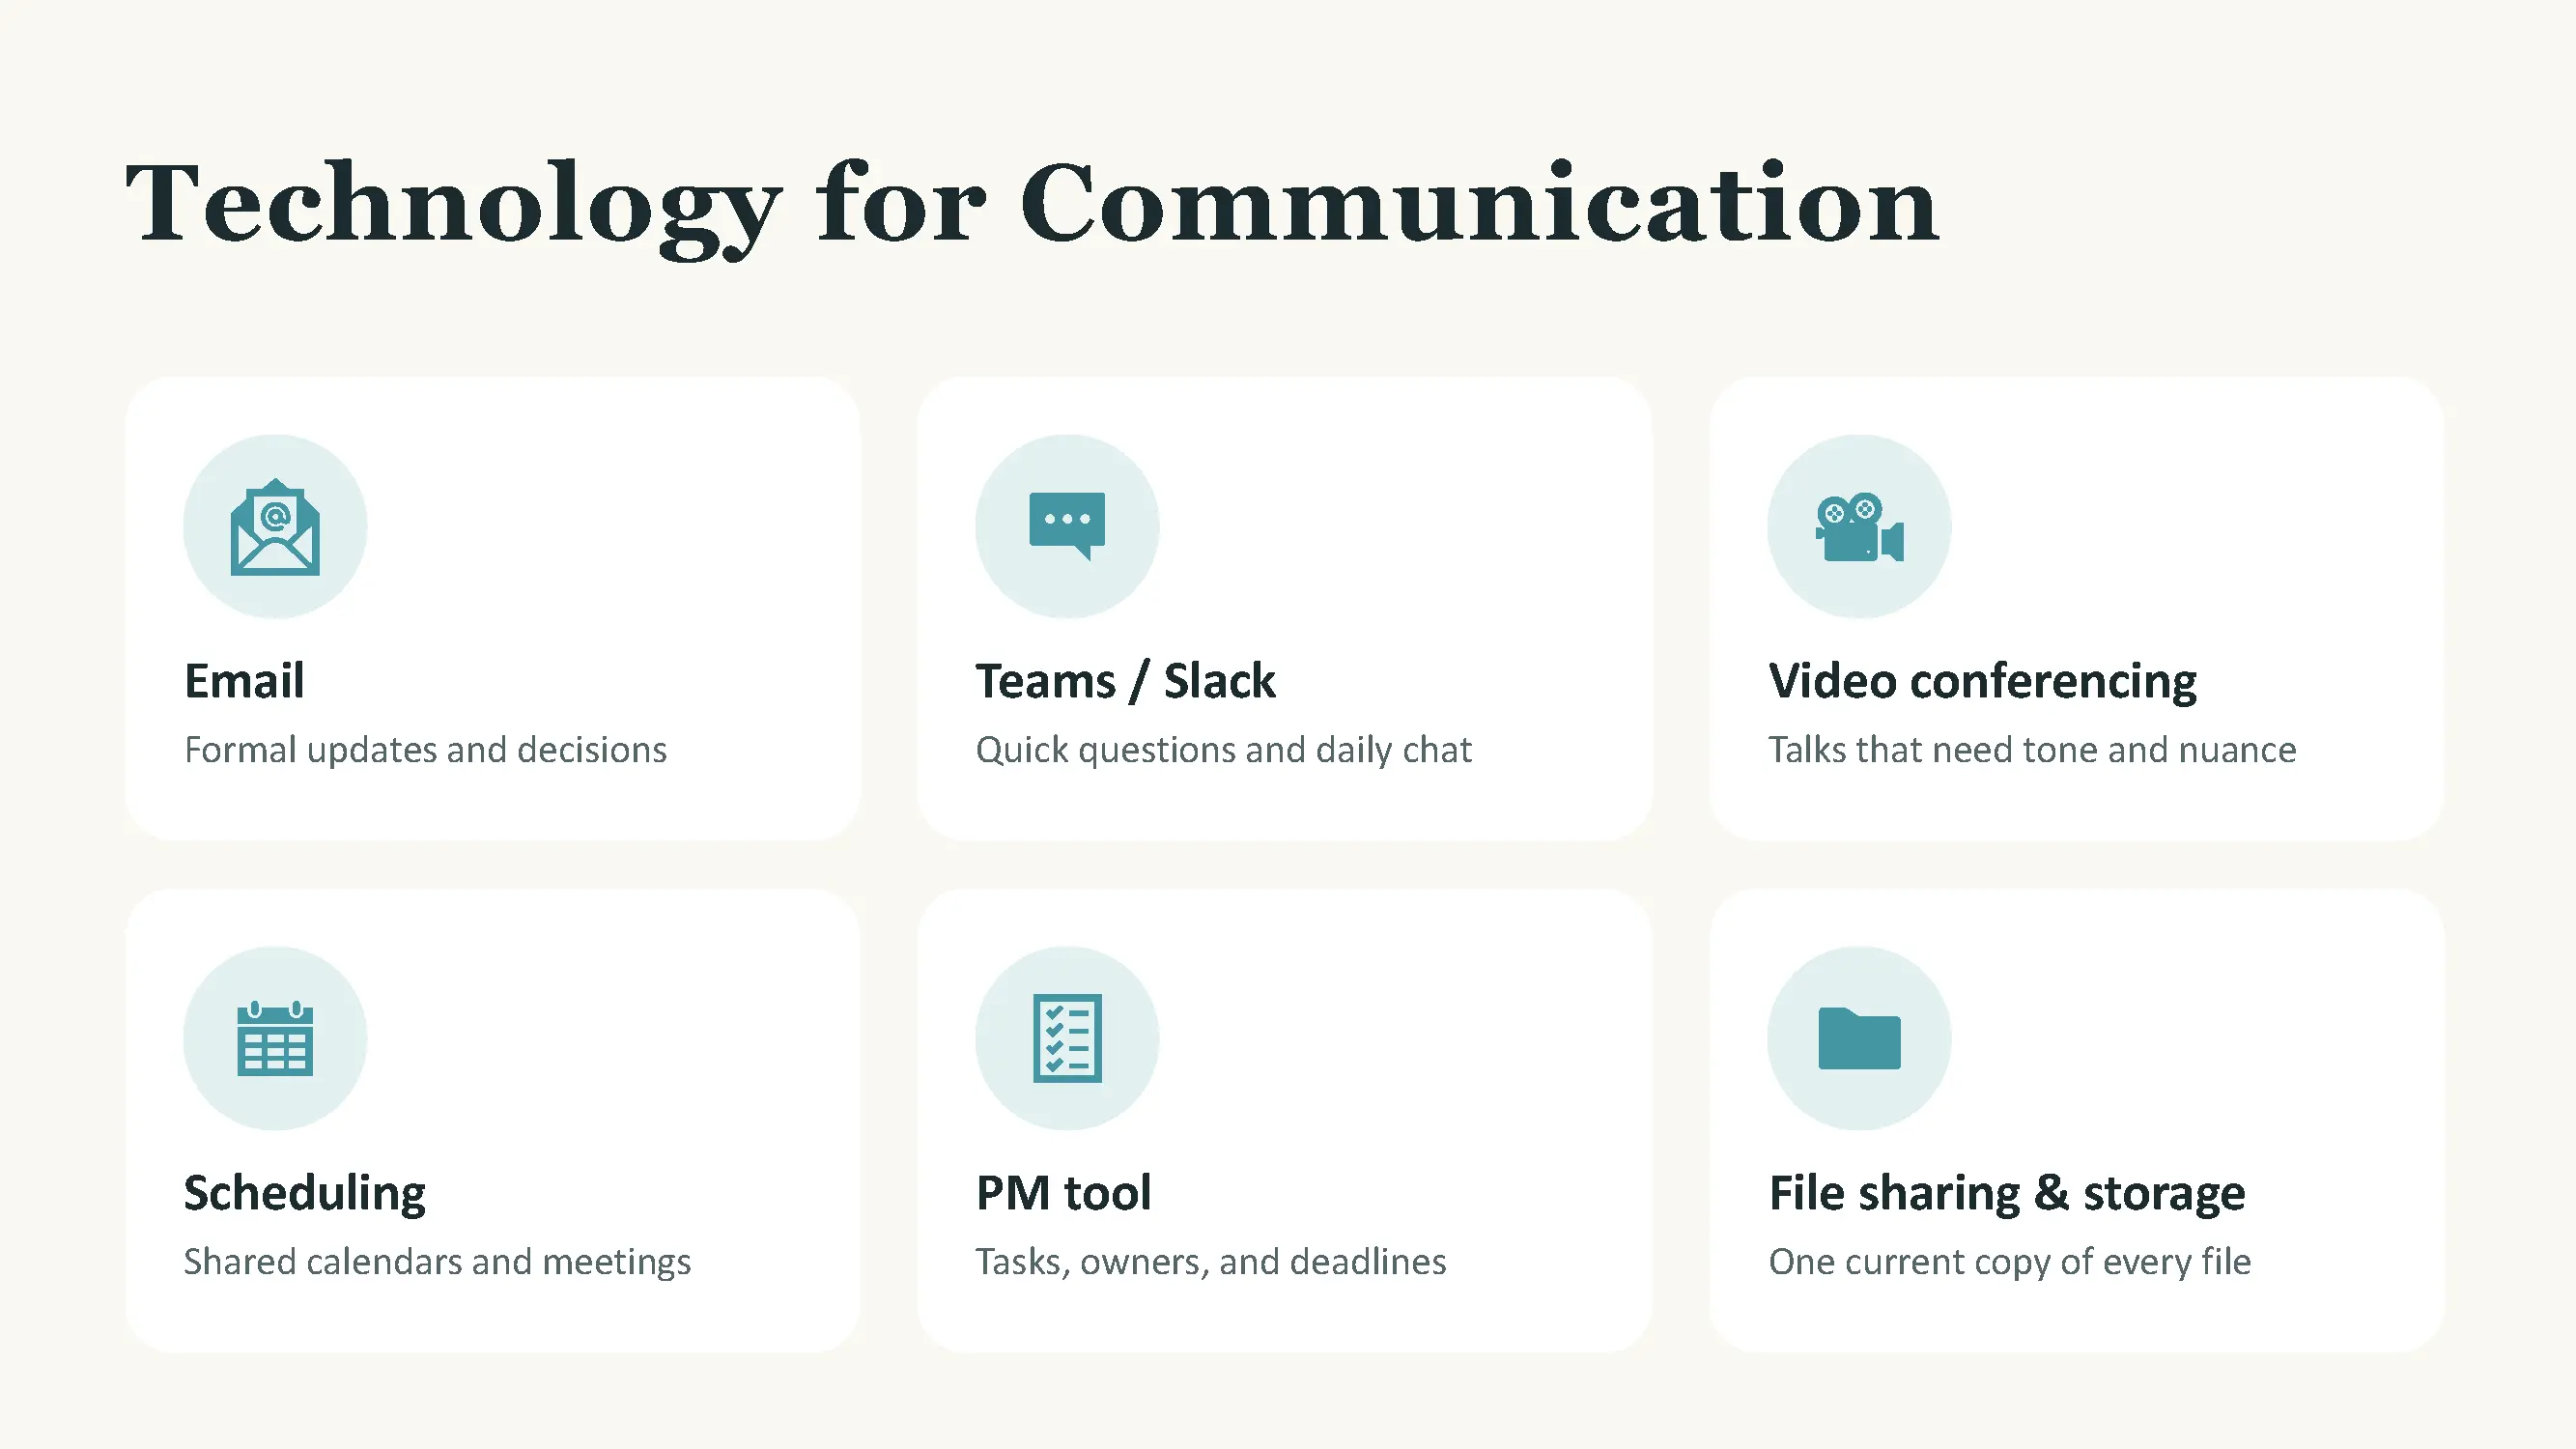 Technology for Communication
Email
Formal updates and decisions
Teams / Slack
Quick questions and daily chat
Video conferencing
Talks that need tone and nuance
Scheduling
Shared calendars and meetings
PM tool
Tasks, owners, and deadlines
File sharing & storage
One current copy of every file